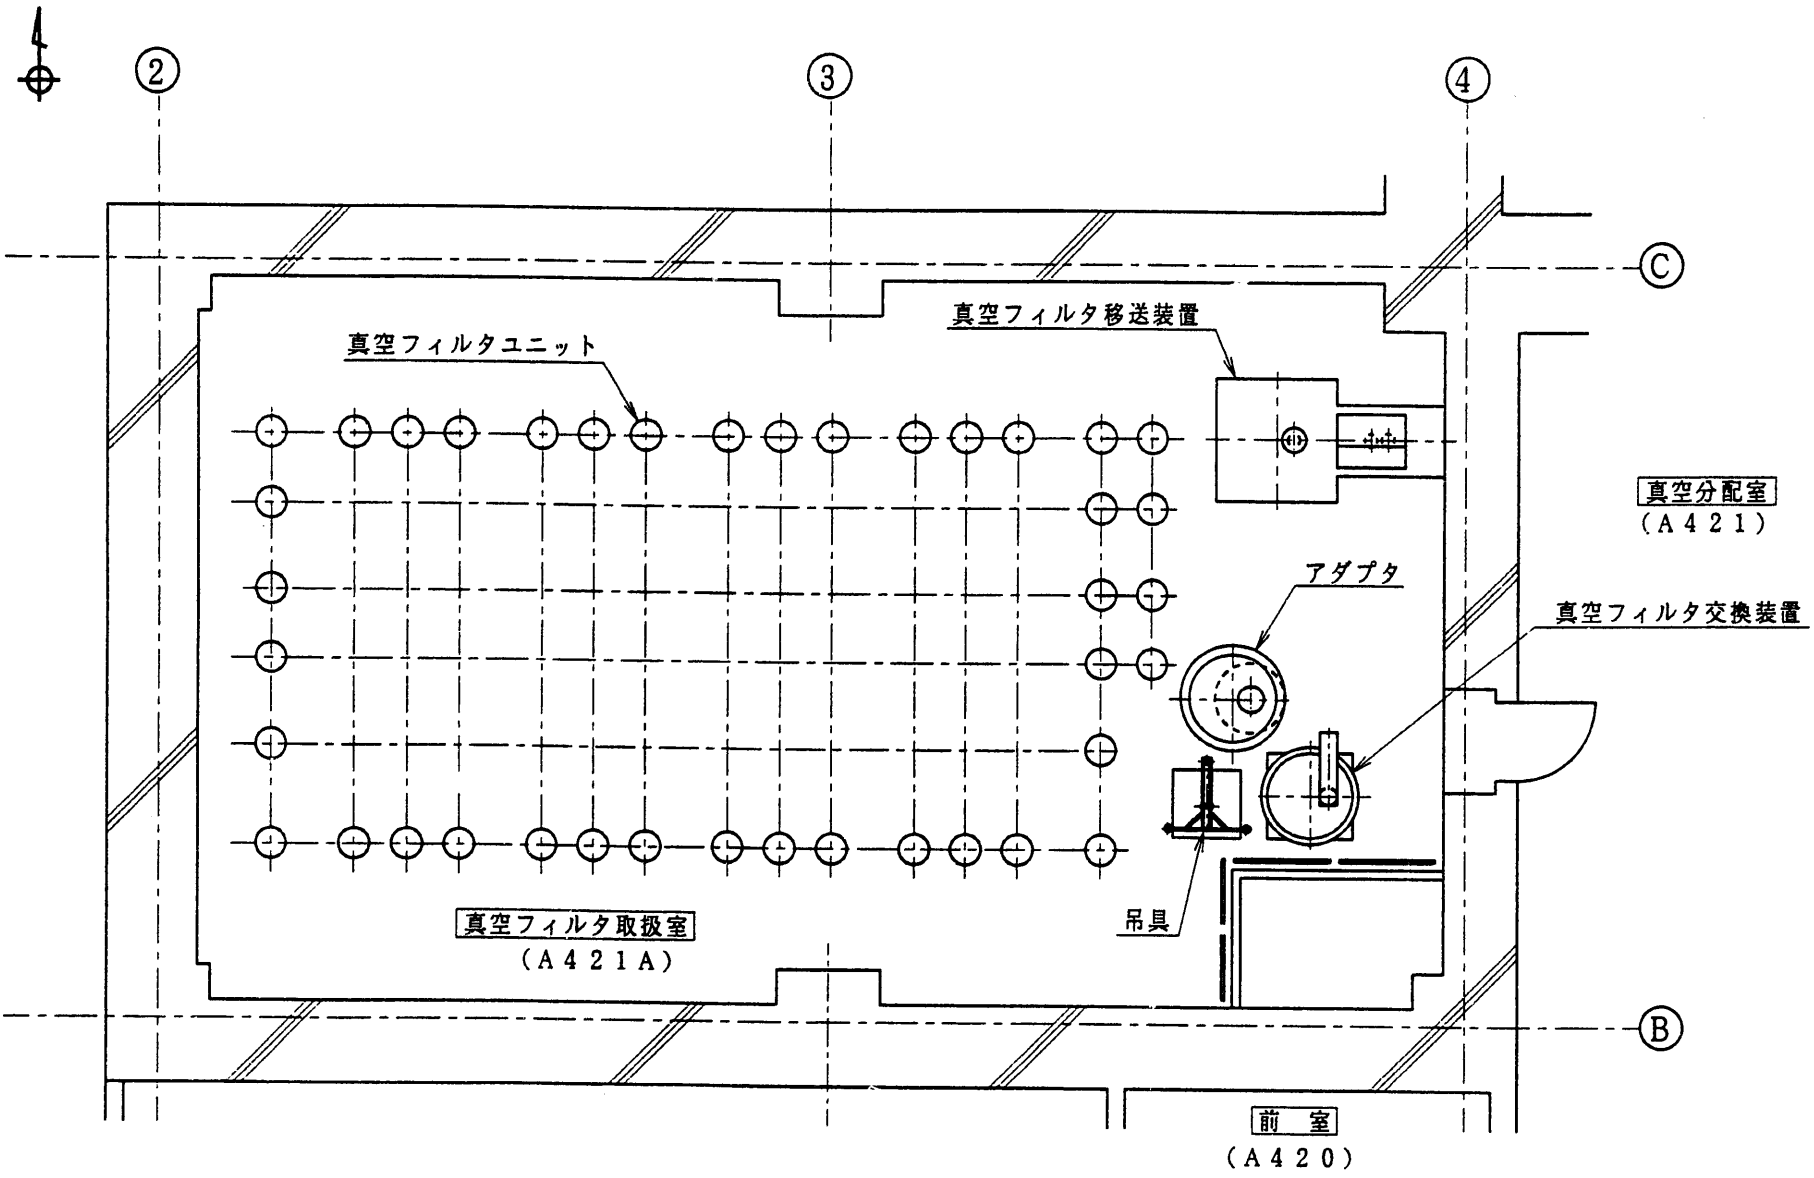 2
3
4
C
真空フィルタ移送装置
真空フィルタユニット
真空分配室
(A421)
アダプタ
真空フィルタ交換装置
吊具
真空フィルタ取扱室
(A421A)
B
前 室
(A420)